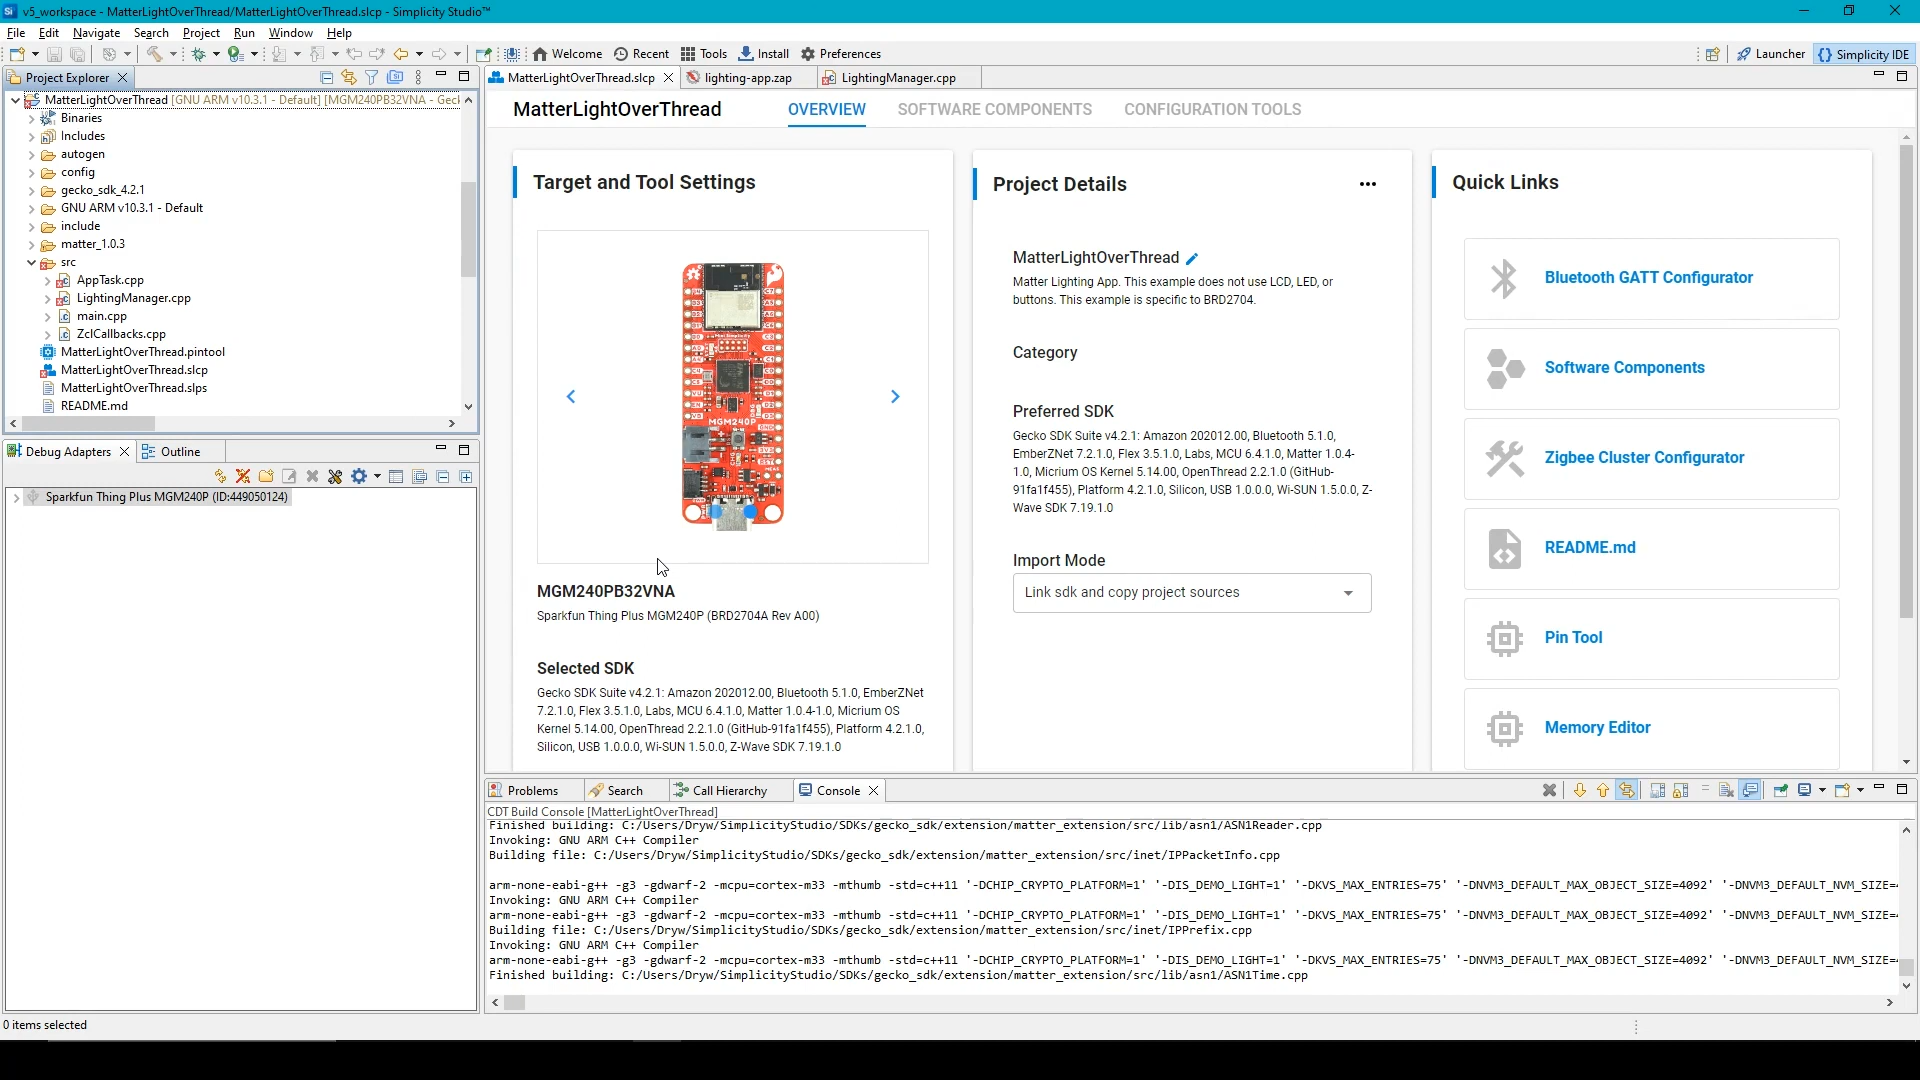 v5_workspace - MatterLightOverThread/MatterLightOverThread.slcp - Simplicity Studio™
File Edit Navigate Search Project Run Window Help
Welcome Recent Tools Install Preferences Launcher Simplicity IDE
Project Explorer
MatterLightOverThread [GNU ARM v10.3.1 - Default] [MGM240PB32VNA - Geck
Binaries
Includes
autogen
config
gecko_sdk_4.2.1
GNU ARM v10.3.1 - Default
include
matter_1.0.3
src
AppTask.cpp
LightingManager.cpp
main.cpp
ZclCallbacks.cpp
MatterLightOverThread.pintool
MatterLightOverThread.slcp
MatterLightOverThread.slps
README.md
Debug Adapters Outline
Sparkfun Thing Plus MGM240P (ID:449050124)
0 items selected
MatterLightOverThread.slcp lighting-app.zap LightingManager.cpp
MatterLightOverThread OVERVIEW SOFTWARE COMPONENTS CONFIGURATION TOOLS
Target and Tool Settings
MGM240P
MGM240PB32VNA
Sparkfun Thing Plus MGM240P (BRD2704A Rev A00)
Selected SDK
Gecko SDK Suite v4.2.1: Amazon 202012.00, Bluetooth 5.1.0, EmberZNet
7.2.1.0, Flex 3.5.1.0, Labs, MCU 6.4.1.0, Matter 1.0.4-1.0, Micrium OS
Kernel 5.14.00, OpenThread 2.2.1.0 (GitHub-91fa1f455), Platform 4.2.1.0,
Silicon, USB 1.0.0.0, Wi-SUN 1.5.0.0, Z-Wave SDK 7.19.1.0
Project Details
MatterLightOverThread
Matter Lighting App. This example does not use LCD, LED, or
buttons. This example is specific to BRD2704.
Category
Preferred SDK
Gecko SDK Suite v4.2.1: Amazon 202012.00, Bluetooth 5.1.0,
EmberZNet 7.2.1.0, Flex 3.5.1.0, Labs, MCU 6.4.1.0, Matter 1.0.4-
1.0, Micrium OS Kernel 5.14.00, OpenThread 2.2.1.0 (GitHub-
91fa1f455), Platform 4.2.1.0, Silicon, USB 1.0.0.0, Wi-SUN 1.5.0.0, Z-
Wave SDK 7.19.1.0
Import Mode
Link sdk and copy project sources
Quick Links
Bluetooth GATT Configurator
Software Components
Zigbee Cluster Configurator
README.md
Pin Tool
Memory Editor
Problems Search Call Hierarchy Console
CDT Build Console [MatterLightOverThread]
Finished building: C:/Users/Dryw/SimplicityStudio/SDKs/gecko_sdk/extension/matter_extension/src/lib/asn1/ASN1Reader.cpp
Invoking: GNU ARM C++ Compiler
Building file: C:/Users/Dryw/SimplicityStudio/SDKs/gecko_sdk/extension/matter_extension/src/inet/IPPacketInfo.cpp
arm-none-eabi-g++ -g3 -gdwarf-2 -mcpu=cortex-m33 -mthumb -std=c++11 '-DCHIP_CRYPTO_PLATFORM=1' '-DIS_DEMO_LIGHT=1' '-DKVS_MAX_ENTRIES=75' '-DNVM3_DEFAULT_MAX_OBJECT_SIZE=4092' '-DNVM3_DEFAULT_NVM_SIZE=
Invoking: GNU ARM C++ Compiler
arm-none-eabi-g++ -g3 -gdwarf-2 -mcpu=cortex-m33 -mthumb -std=c++11 '-DCHIP_CRYPTO_PLATFORM=1' '-DIS_DEMO_LIGHT=1' '-DKVS_MAX_ENTRIES=75' '-DNVM3_DEFAULT_MAX_OBJECT_SIZE=4092' '-DNVM3_DEFAULT_NVM_SIZE=
Building file: C:/Users/Dryw/SimplicityStudio/SDKs/gecko_sdk/extension/matter_extension/src/inet/IPPrefix.cpp
Invoking: GNU ARM C++ Compiler
arm-none-eabi-g++ -g3 -gdwarf-2 -mcpu=cortex-m33 -mthumb -std=c++11 '-DCHIP_CRYPTO_PLATFORM=1' '-DIS_DEMO_LIGHT=1' '-DKVS_MAX_ENTRIES=75' '-DNVM3_DEFAULT_MAX_OBJECT_SIZE=4092' '-DNVM3_DEFAULT_NVM_SIZE=
Finished building: C:/Users/Dryw/SimplicityStudio/SDKs/gecko_sdk/extension/matter_extension/src/lib/asn1/ASN1Time.cpp